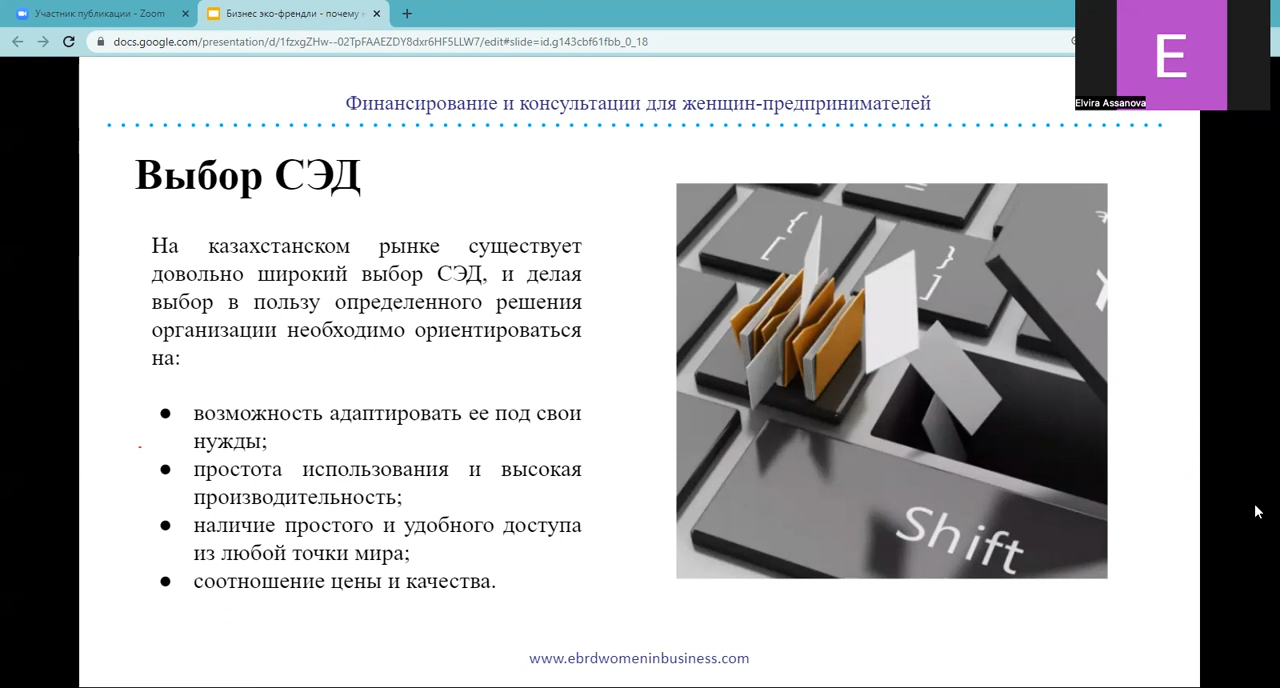 Участник публикации - Zoom
Бизнес эко-френдли - почему
docs.google.com/presentation/d/1fzxgZHw--02TpFAAEZDY8dxr6HF5LLW7/edit#slide=id.g143cbf61fbb_0_18
E
Elvira Assanova
Финансирование и консультации для женщин-предпринимателей
Выбор СЭД
На казахстанском рынке существует
довольно широкий выбор СЭД, и делая
выбор в пользу определенного решения
организации необходимо ориентироваться
на:
● возможность адаптировать ее под свои
нужды;
● простота использования и высокая
производительность;
● наличие простого и удобного доступа
из любой точки мира;
● соотношение цены и качества.
{
[
}
]
=
Shift
www.ebrdwomeninbusiness.com